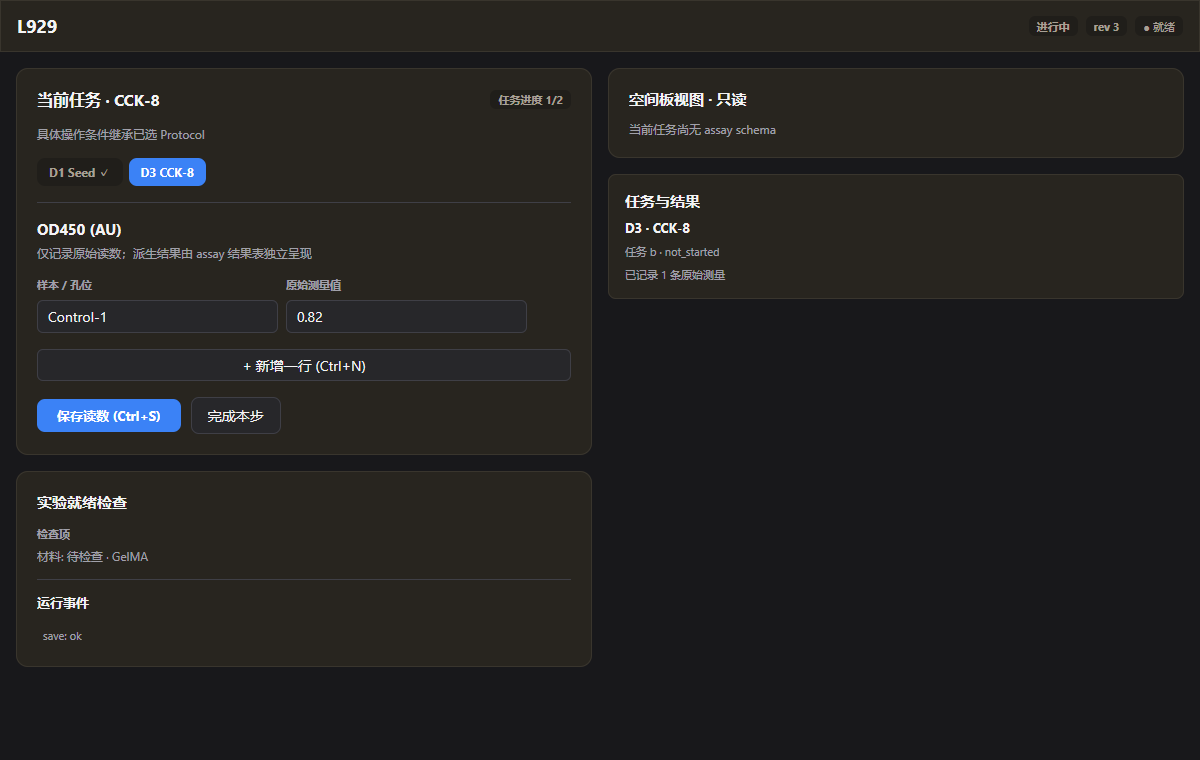 L929
进行中
rev 3
● 就绪
当前任务 · CCK-8
任务进度 1/2
具体操作条件继承已选 Protocol
D1 Seed ✓
D3 CCK-8
OD450 (AU)
仅记录原始读数；派生结果由 assay 结果表独立呈现
样本 / 孔位
原始测量值
Control-1
0.82
+ 新增一行 (Ctrl+N)
保存读数 (Ctrl+S)
完成本步
实验就绪检查
检查项
材料: 待检查 · GelMA
运行事件
save: ok
空间板视图 · 只读
当前任务尚无 assay schema
任务与结果
D3 · CCK-8
任务 b · not_started
已记录 1 条原始测量